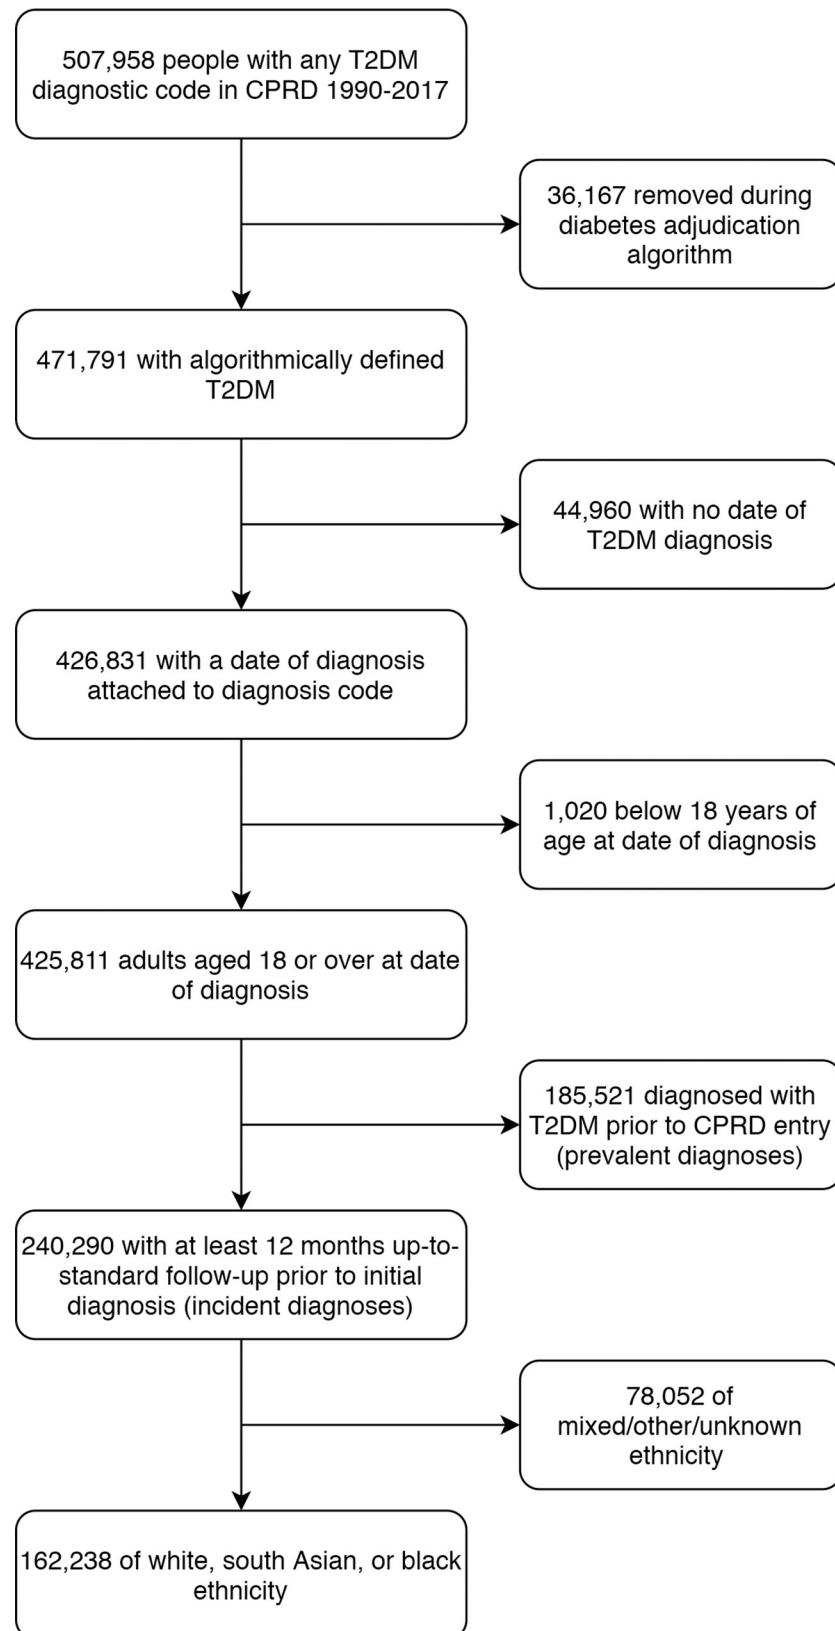 507,958 people with any T2DM
diagnostic code in CPRD 1990-2017
36,167 removed during
diabetes adjudication
algorithm
471,791 with algorithmically defined
T2DM
44,960 with no date of
T2DM diagnosis
426,831 with a date of diagnosis
attached to diagnosis code
1,020 below 18 years of
age at date of diagnosis
425,811 adults aged 18 or over at date
of diagnosis
185,521 diagnosed with
T2DM prior to CPRD entry
(prevalent diagnoses)
240,290 with at least 12 months up-to-
standard follow-up prior to initial
diagnosis (incident diagnoses)
78,052 of
mixed/other/unknown
ethnicity
162,238 of white, south Asian, or black
ethnicity